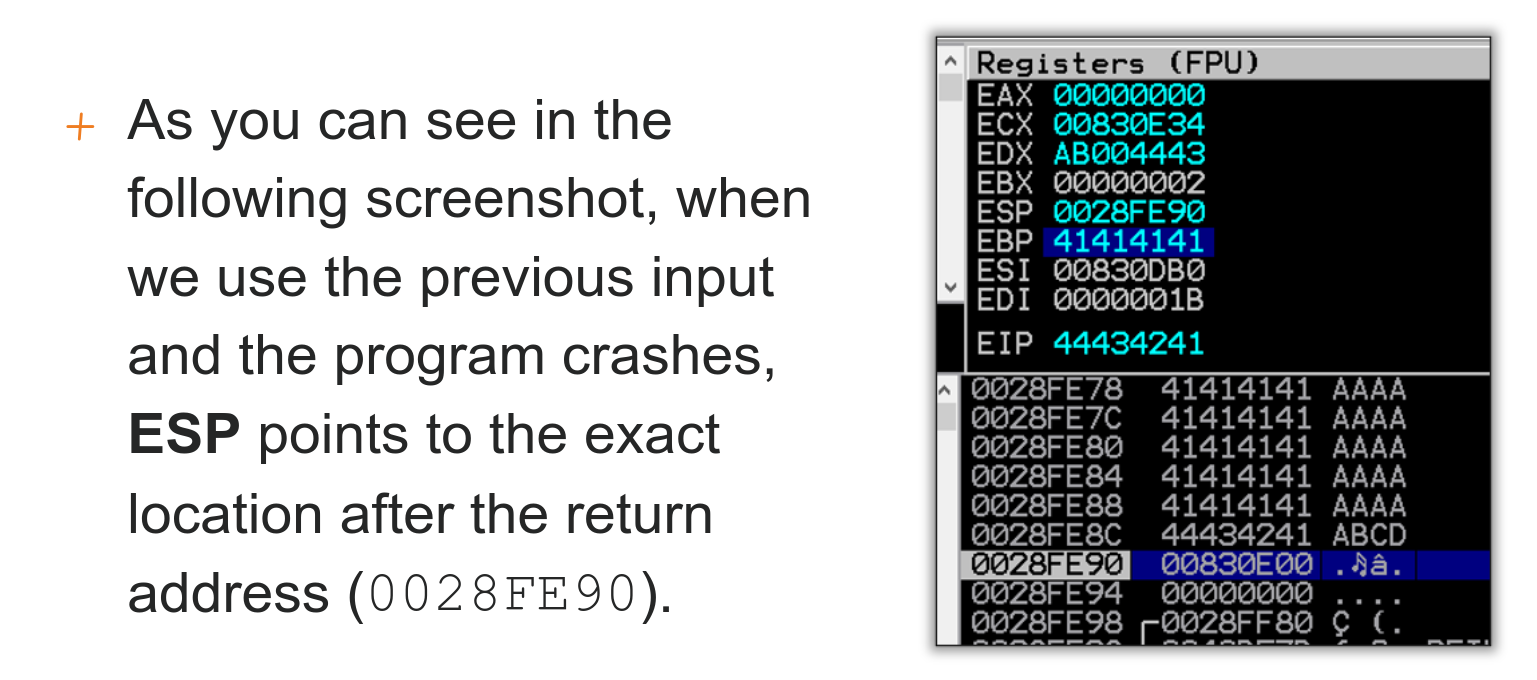 + As you can see in the
following screenshot, when
we use the previous input
and the program crashes,
ESP points to the exact
location after the return
address (0028FE90).
Registers (FPU)
EAX 00000000
ECX 00830E34
EDX AB004443
EBX 00000002
ESP 0028FE90
EBP 41414141
ESI 00830DB0
EDI 0000001B
EIP 44434241
0028FE78 41414141 AAAA
0028FE7C 41414141 AAAA
0028FE80 41414141 AAAA
0028FE84 41414141 AAAA
0028FE88 41414141 AAAA
0028FE8C 44434241 ABCD
0028FE90 00830E00 .♪â.
0028FE94 00000000 ....
0028FE98 0028FF80 Ç (.